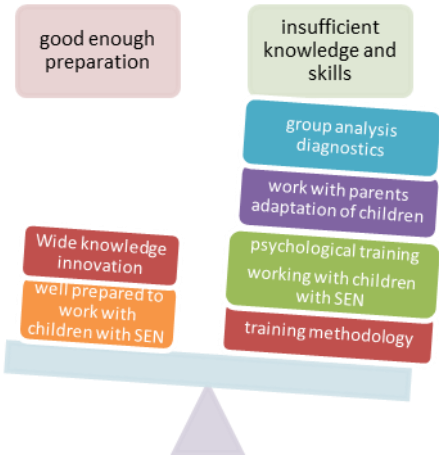 good enough
preparation
insufficient
knowledge and
skills
group analysis
diagnostics
work with parents
adaptation of children
psychological training
working with children
with SEN
training methodology
Wide knowledge
innovation
well prepared to
work with
children with SEN